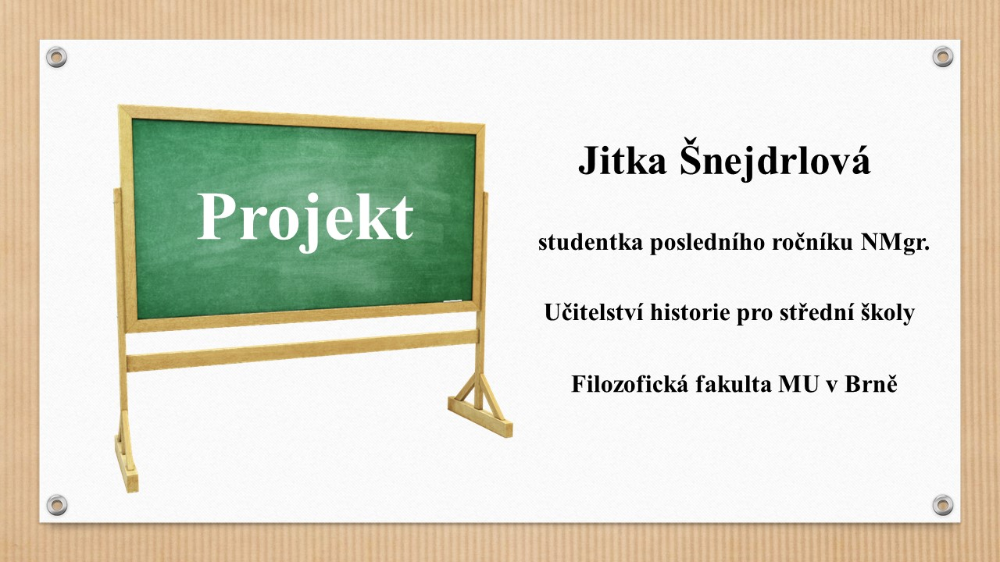 Projekt
Jitka Šnejdrlová
studentka posledního ročníku NMgr.
Učitelství historie pro střední školy
Filozofická fakulta MU v Brně